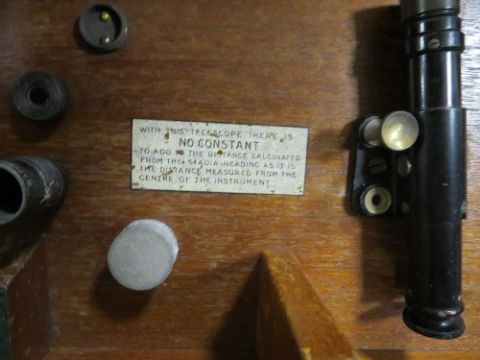 WITH THIS TELESCOPE THERE IS
NO CONSTANT
TO ADD TO THE DISTANCE CALCULATED
FROM THE STADIA READING AS IT IS
THE DISTANCE MEASURED FROM THE
CENTRE OF THE INSTRUMENT